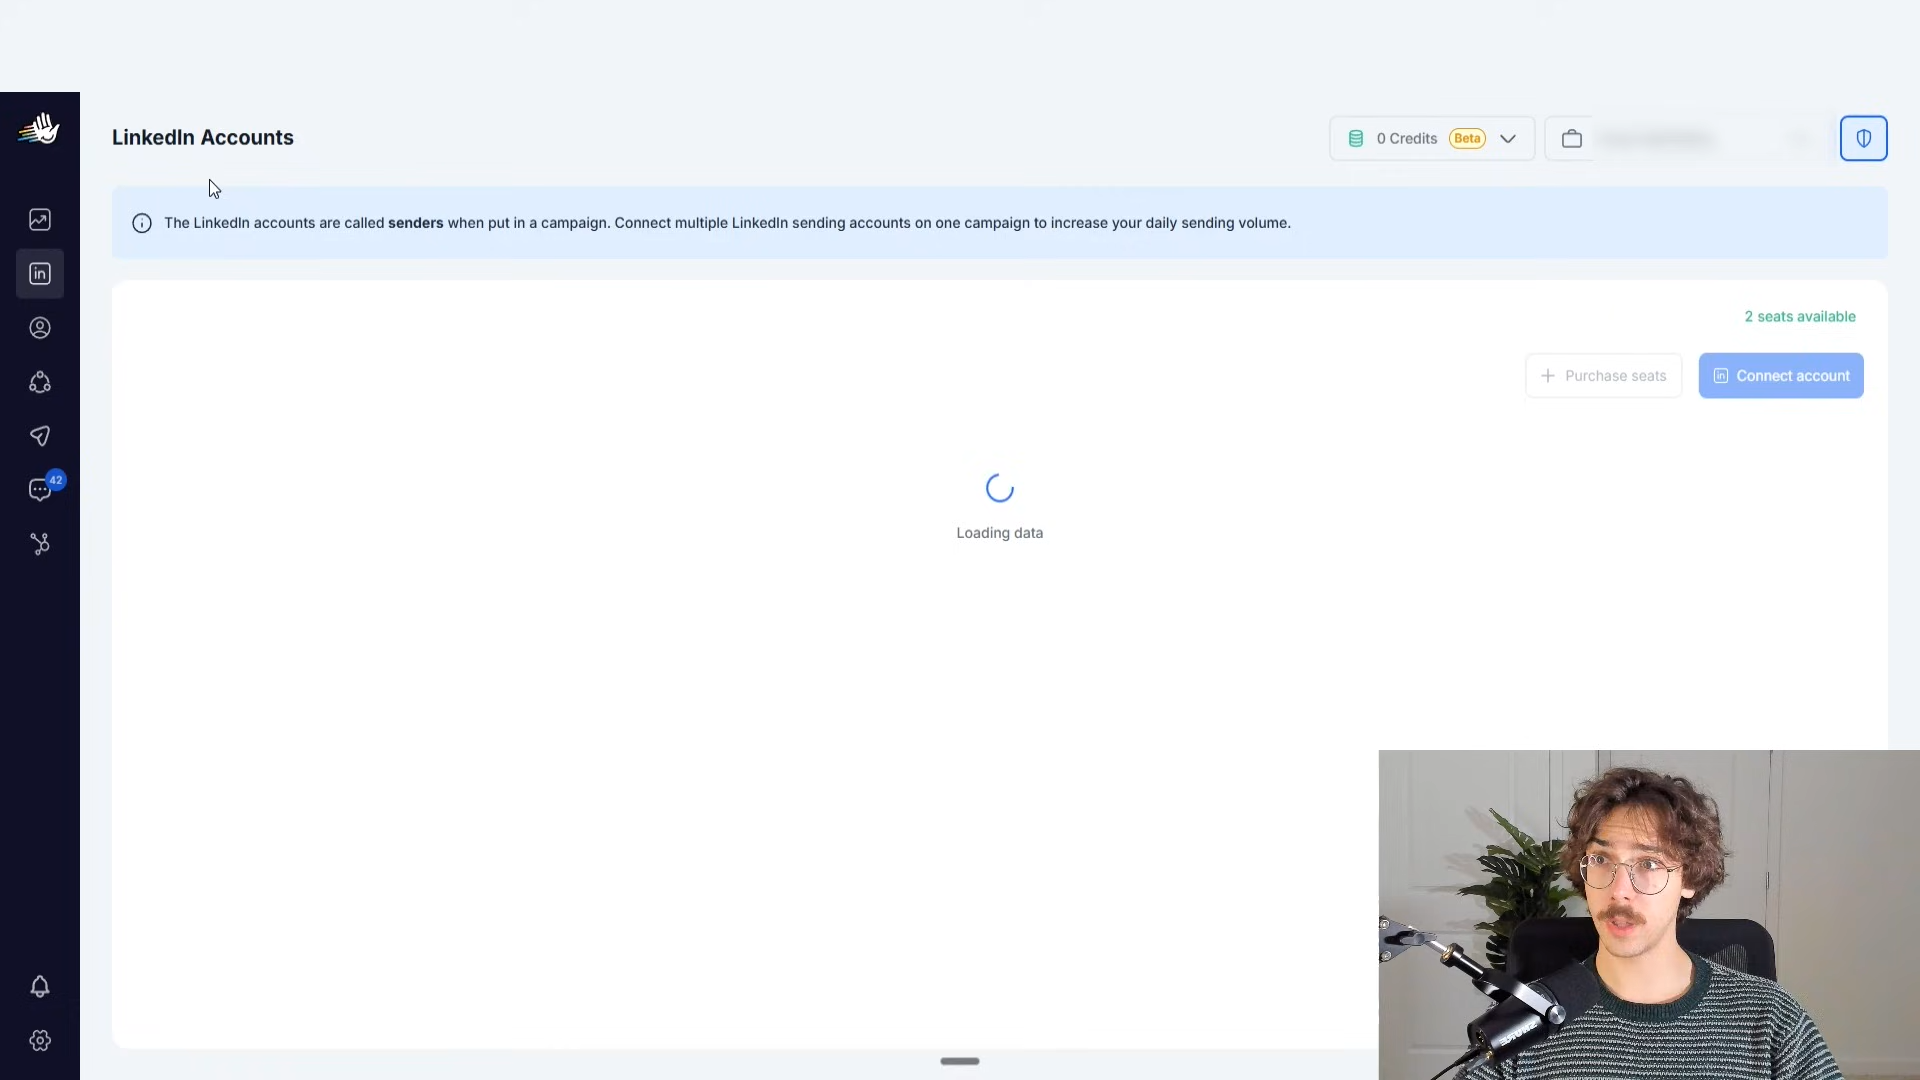 LinkedIn Accounts
0 Credits Beta
The LinkedIn accounts are called senders when put in a campaign. Connect multiple LinkedIn sending accounts on one campaign to increase your daily sending volume.
2 seats available
Purchase seats
in Connect account
in
42
Loading data